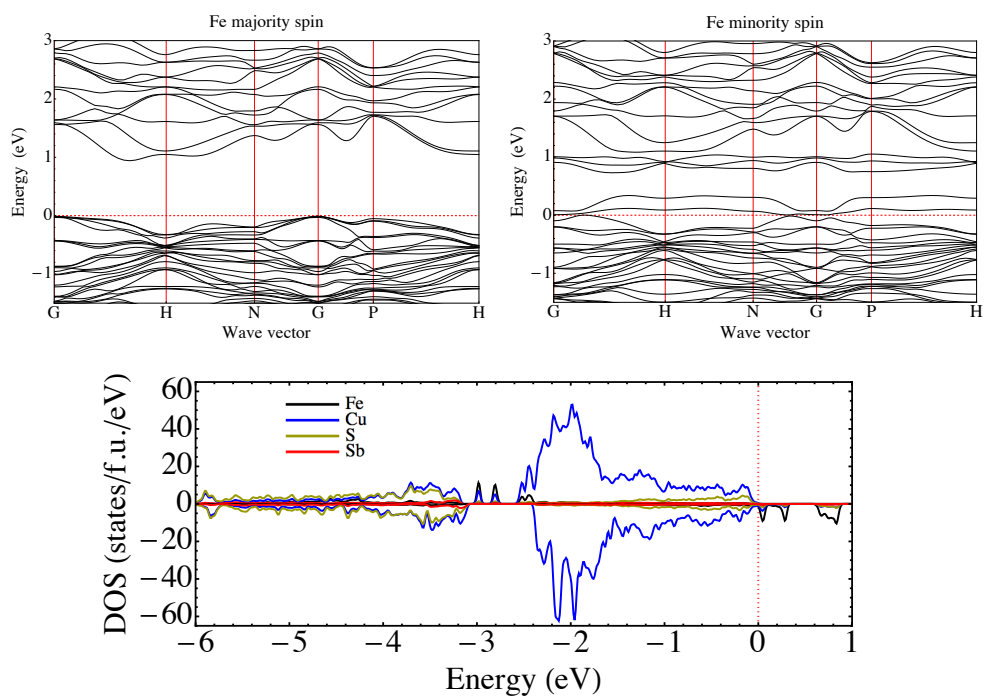 Fe majority spin
3
2
1
0
−1
Energy (eV)
G H N G P H
Wave vector
Fe minority spin
3
2
1
0
−1
Energy (eV)
G H N G P H
Wave vector
60
40
20
0
−20
−40
−60
DOS (states/f.u./eV)
Fe
Cu
S
Sb
−6 −5 −4 −3 −2 −1 0 1
Energy (eV)